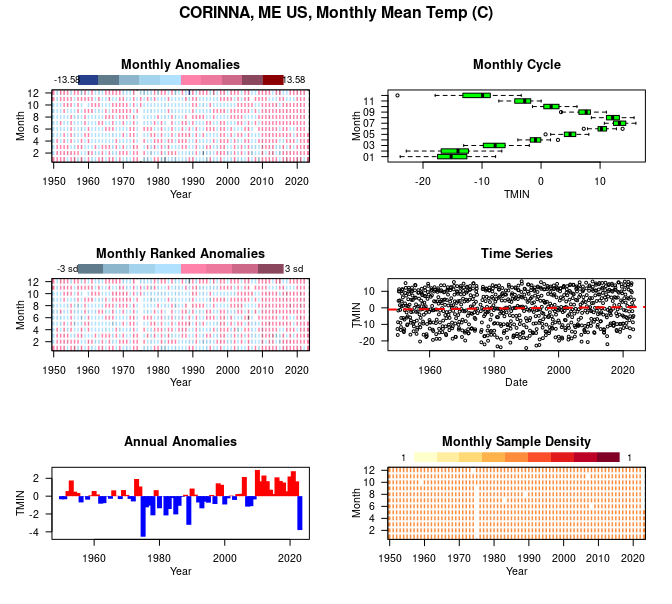 CORINNA, ME US, Monthly Mean Temp (C)
Monthly Anomalies
-13.58
13.58
12
10
8
6
4
2
Month
1950 1960 1970 1980 1990 2000 2010 2020
Year
Monthly Cycle
11
09
07
05
03
01
Month
-20 -10 0 10
TMIN
Monthly Ranked Anomalies
-3 sd
3 sd
12
10
8
6
4
2
Month
1950 1960 1970 1980 1990 2000 2010 2020
Year
Time Series
10
0
-10
-20
TMIN
1960 1980 2000 2020
Date
Annual Anomalies
2
0
-2
-4
TMIN
1960 1980 2000 2020
Year
Monthly Sample Density
1
1
12
10
8
6
4
2
Month
1950 1960 1970 1980 1990 2000 2010 2020
Year